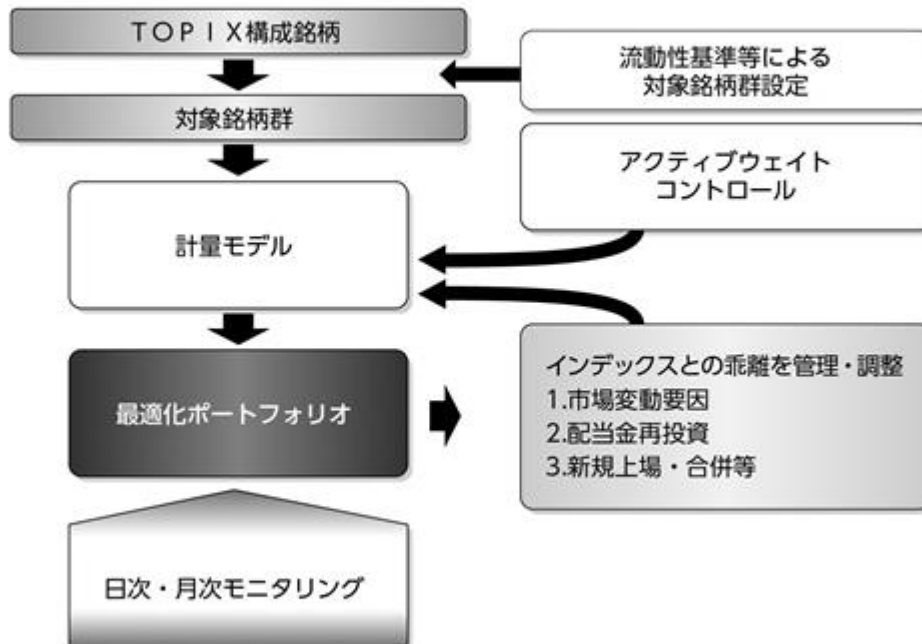 ＴＯＰＩＸ構成銘柄
流動性基準等による
対象銘柄群設定
対象銘柄群
アクティブウェイト
コントロール
計量モデル
最適化ポートフォリオ
インデックスとの乖離を管理・調整
1.市場変動要因
2.配当金再投資
3.新規上場・合併等
日次・月次モニタリング